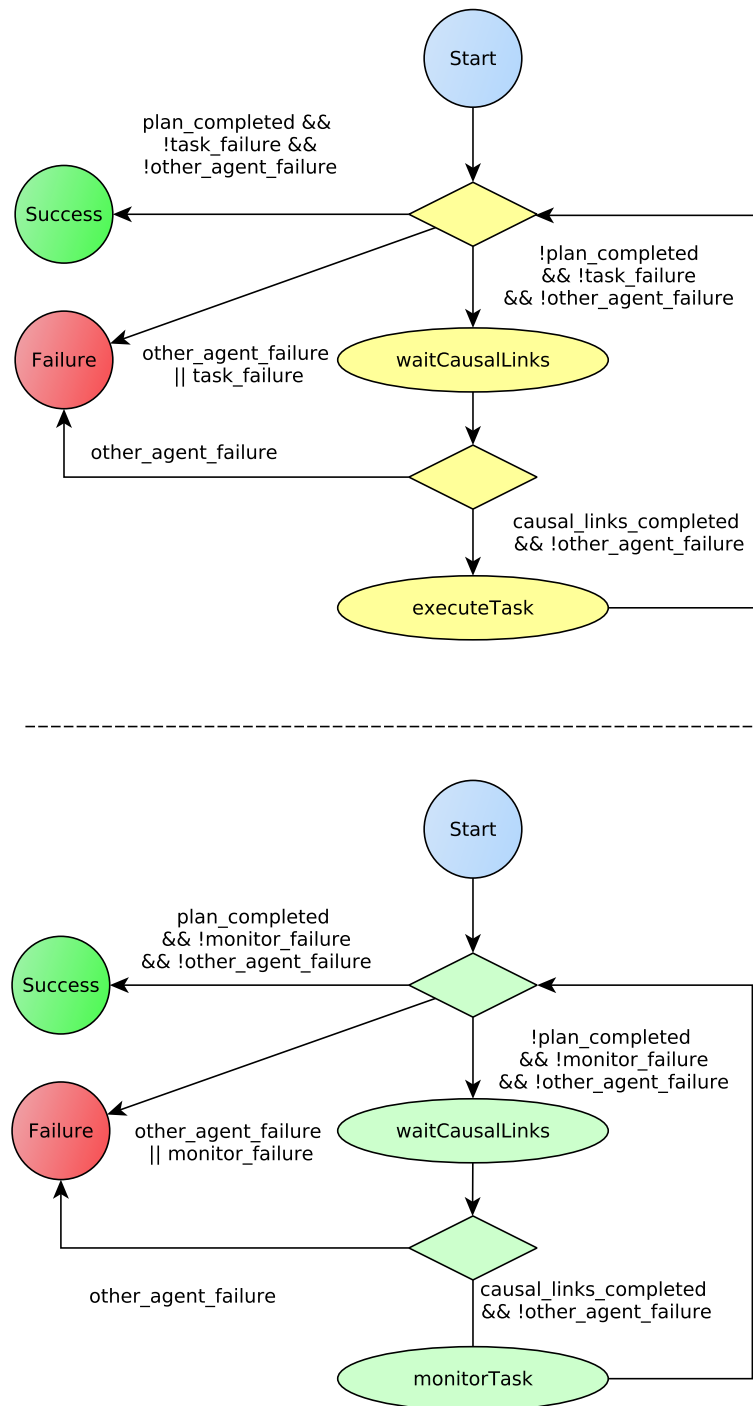 Start
plan_completed &&
!task_failure &&
!other_agent_failure
Success
!plan_completed
&& !task_failure
&& !other_agent_failure
Failure
other_agent_failure
|| task_failure
waitCausalLinks
other_agent_failure
causal_links_completed
&& !other_agent_failure
executeTask
Start
plan_completed
&& !monitor_failure
&& !other_agent_failure
Success
!plan_completed
&& !monitor_failure
&& !other_agent_failure
Failure
other_agent_failure
|| monitor_failure
waitCausalLinks
other_agent_failure
causal_links_completed
&& !other_agent_failure
monitorTask